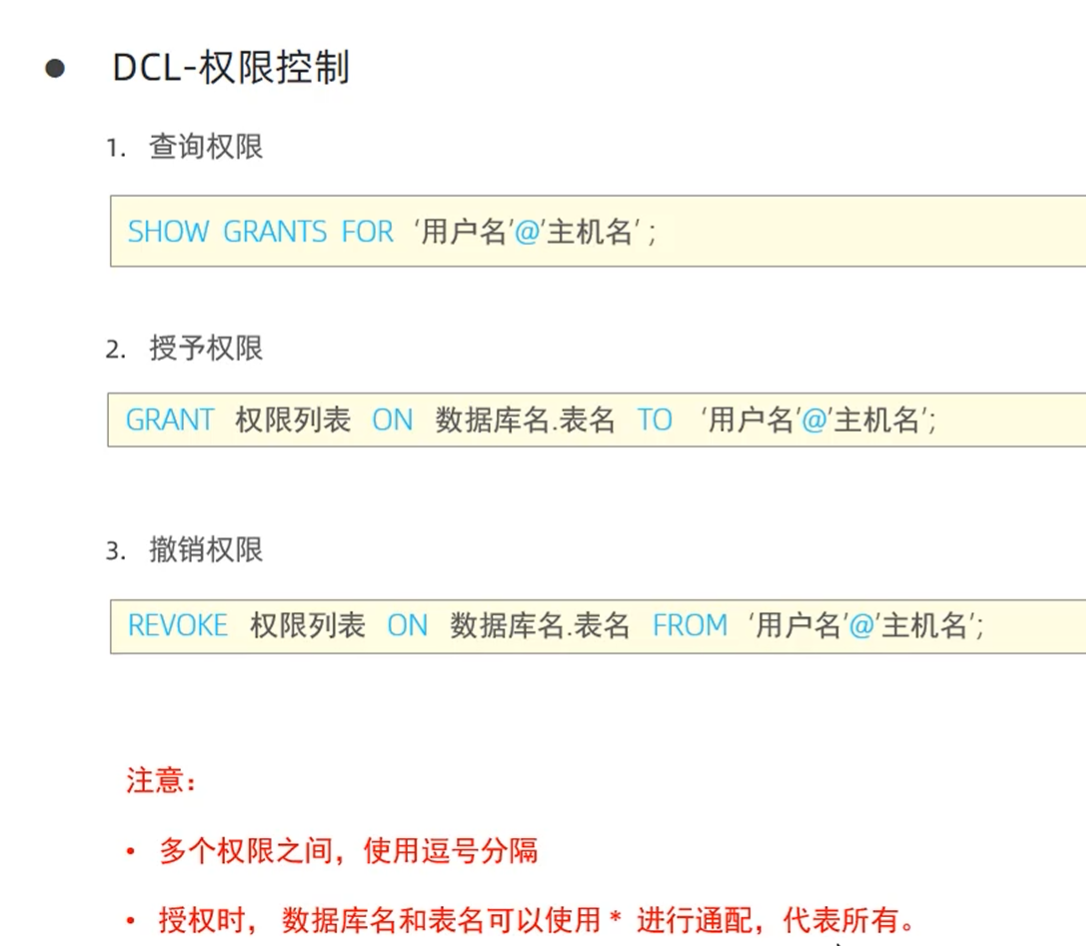 ● DCL-权限控制
1. 查询权限
SHOW GRANTS FOR ‘用户名’@’主机名’ ;
2. 授予权限
GRANT 权限列表 ON 数据库名.表名 TO ‘用户名’@’主机名’;
3. 撤销权限
REVOKE 权限列表 ON 数据库名.表名 FROM ‘用户名’@’主机名’;
注意：
• 多个权限之间，使用逗号分隔
• 授权时， 数据库名和表名可以使用 * 进行通配，代表所有。